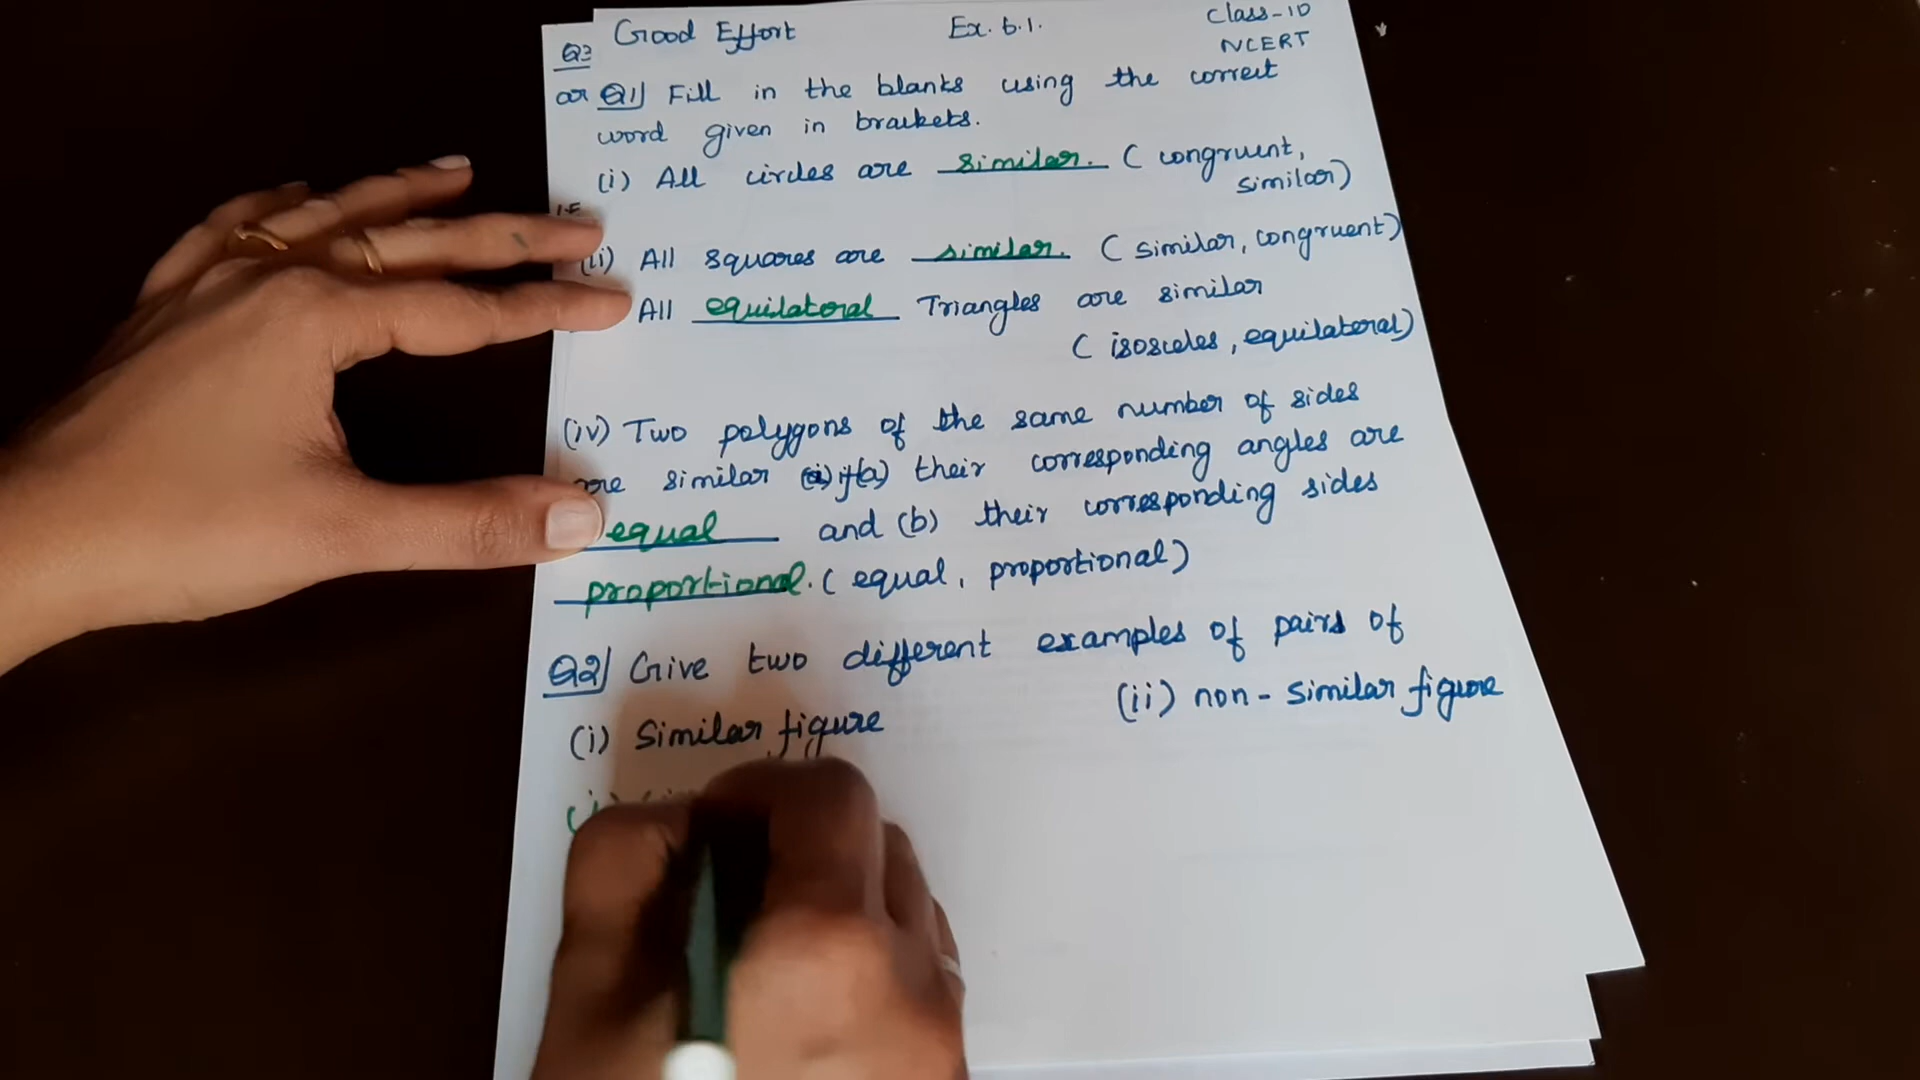 Good Effort Ex. 6.1. Class-10
NCERT
Q1) Fill in the blanks using the correct
word given in brackets.
(i) All circles are similar. (congruent,
similar)
(ii) All squares are similar. (similar, congruent)
All equilateral Triangles are similar
(isosceles, equilateral)
(iv) Two polygons of the same number of sides
are similar if (a) their corresponding angles are
equal and (b) their corresponding sides
proportional. (equal, proportional)
Q2) Give two different examples of pairs of
(i) Similar figure (ii) non-similar figure
(i)